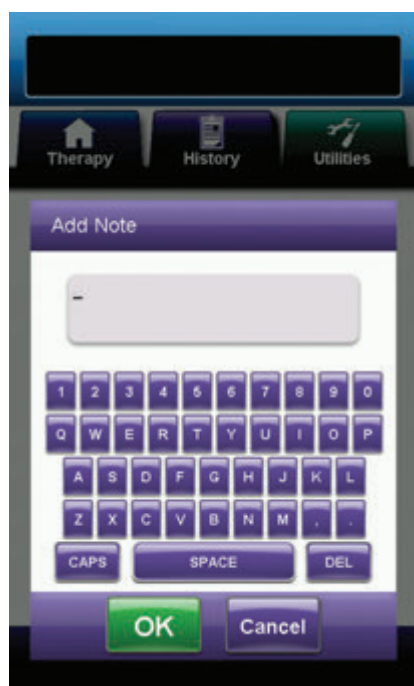 Therapy History Utilities
Add Note
-
1 2 3 4 5 6 7 8 9 0
Q W E R T Y U I O P
A S D F G H J K L
Z X C V B N M , .
CAPS SPACE DEL
OK Cancel